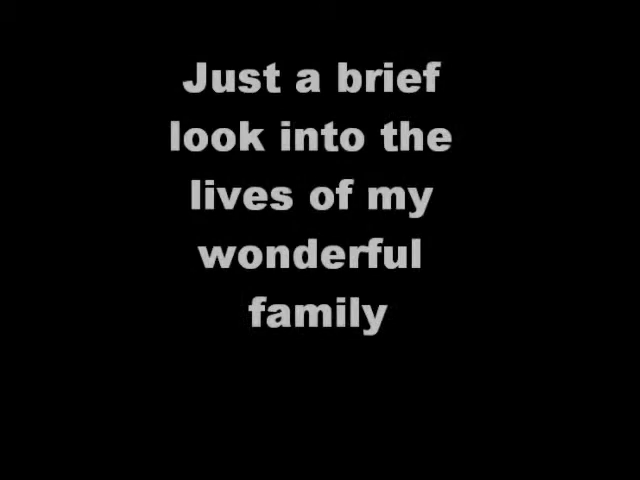 Just a brief
look into the
lives of my
wonderful
family